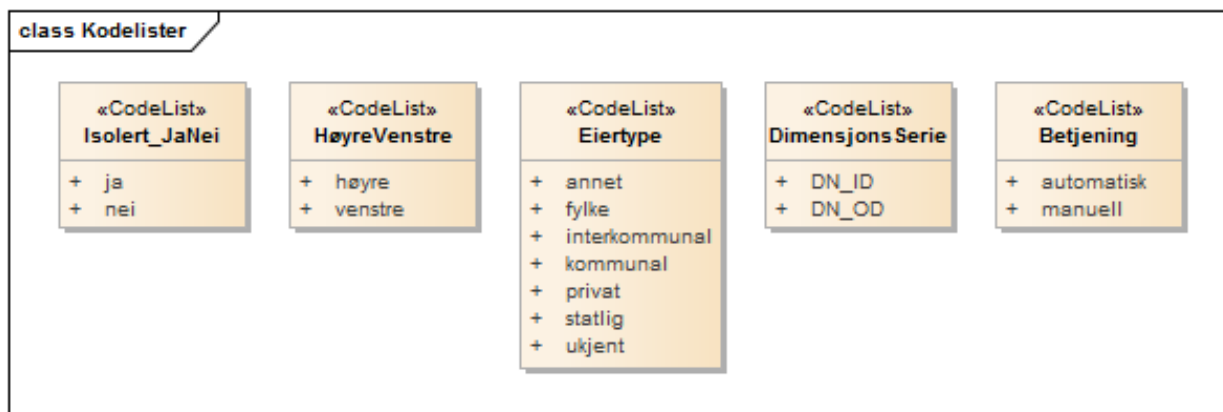 class Kodelister
«CodeList»
Isolert_JaNei
+ ja
+ nei
«CodeList»
HøyreVenstre
+ høyre
+ venstre
«CodeList»
Eiertype
+ annet
+ fylke
+ interkommunal
+ kommunal
+ privat
+ statlig
+ ukjent
«CodeList»
DimensjonsSerie
+ DN_ID
+ DN_OD
«CodeList»
Betjening
+ automatisk
+ manuell